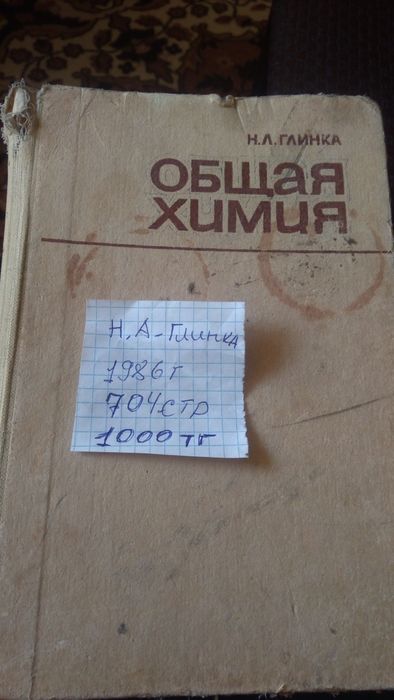 Н.Л.ГЛИНКА
ОБЩАЯ
ХИМИЯ
Н.А-Глинка
1986г
704стр
1000тг